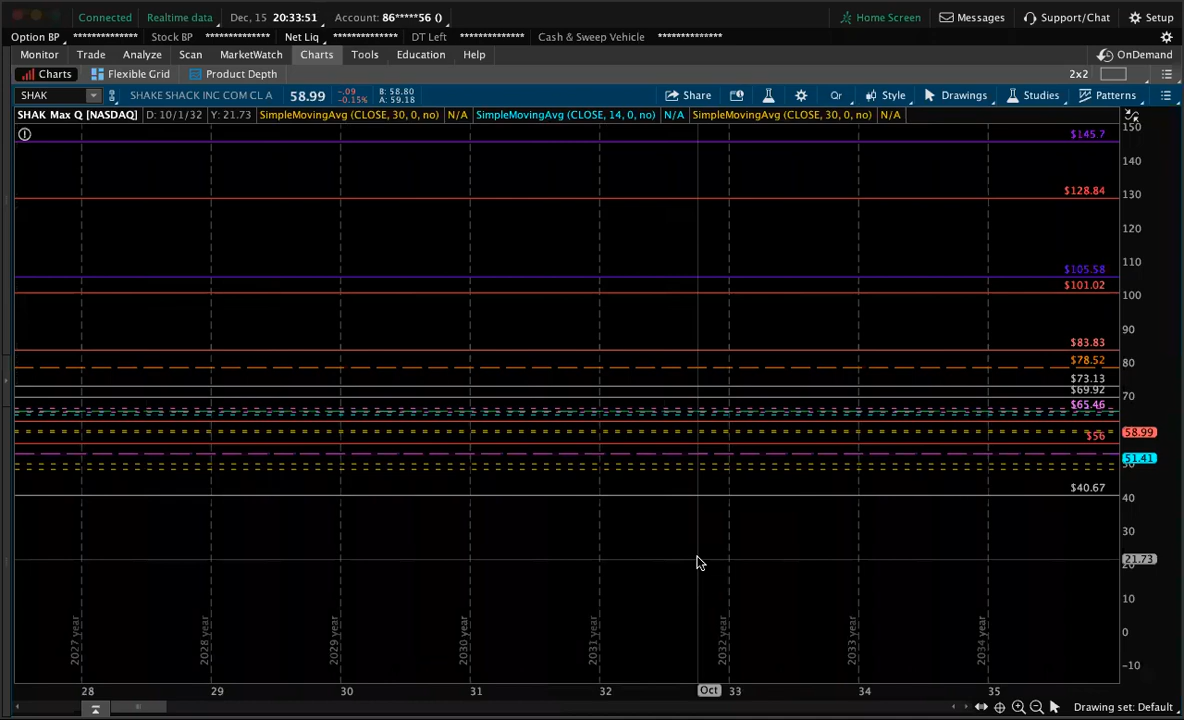 Connected Realtime data Dec, 15 20:33:51 Account: 86*****56 () Home Screen Messages Support/Chat Setup
Option BP ************** Stock BP ************** Net Liq ************** DT Left ************** Cash & Sweep Vehicle **************
Monitor Trade Analyze Scan MarketWatch Charts Tools Education Help OnDemand
Charts Flexible Grid Product Depth 2x2
SHAK SHAKE SHACK INC COM CL A 58.99 -.09 -0.15% B: 58.80 A: 59.18 Share Qr Style Drawings Studies Patterns
SHAK Max Q [NASDAQ] D: 10/1/32 Y: 21.73 SimpleMovingAvg (CLOSE, 30, 0, no) N/A SimpleMovingAvg (CLOSE, 14, 0, no) N/A SimpleMovingAvg (CLOSE, 30, 0, no) N/A
150
$145.7
140
$128.84 130
120
110
$105.58
$101.02 100
90
$83.83
$78.52 80
$73.13
$69.92 70
$65.46
58.99
$56
51.41
50
$40.67 40
30
21.73
20
10
0
-10
2027 year 2028 year 2029 year 2030 year 2031 year 2032 year 2033 year 2034 year
28 29 30 31 32 Oct 33 34 35
Drawing set: Default